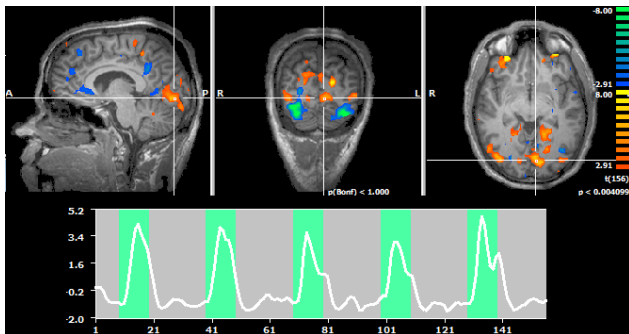 -8.00
A
P
R
L
R
-2.91
8.00
2.91
t(156)
p(Bonf) < 1.000
p < 0.004099
5.2
3.4
1.6
-0.2
-2.0
1 21 41 61 81 101 121 141